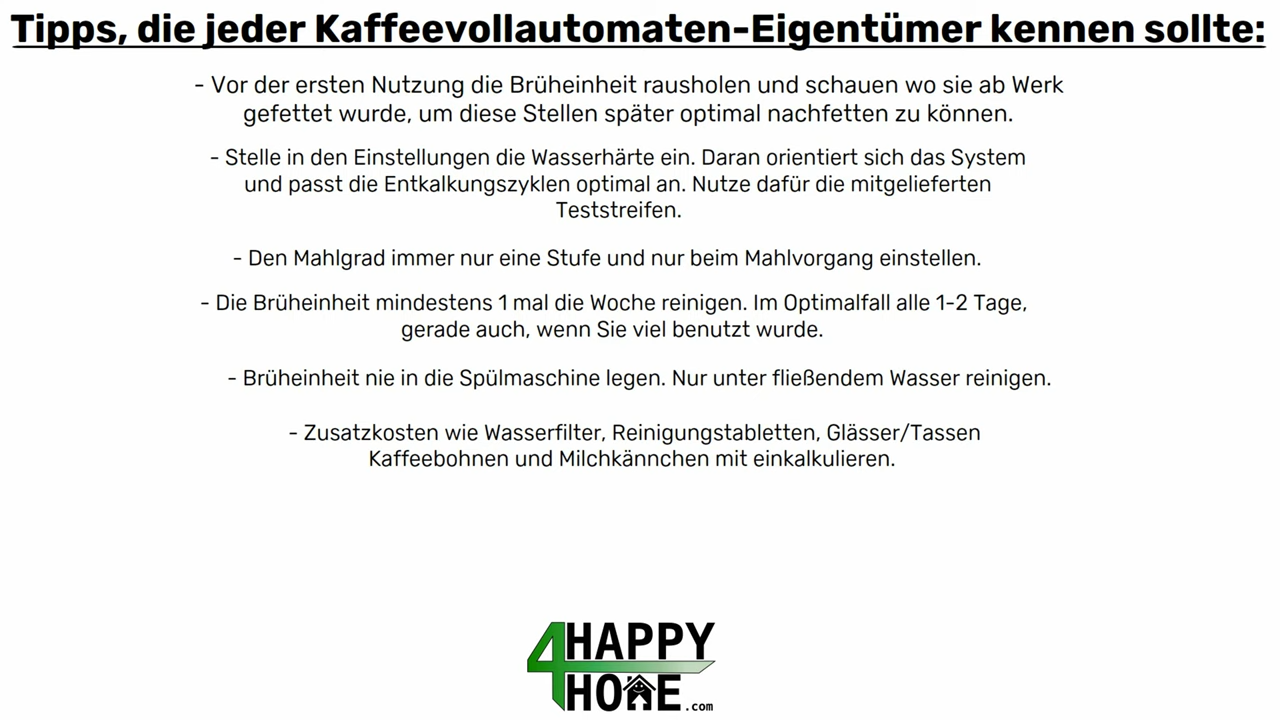 Tipps, die jeder Kaffeevollautomaten-Eigentümer kennen sollte:
- Vor der ersten Nutzung die Brüheinheit rausholen und schauen wo sie ab Werk
gefettet wurde, um diese Stellen später optimal nachfetten zu können.
- Stelle in den Einstellungen die Wasserhärte ein. Daran orientiert sich das System
und passt die Entkalkungszyklen optimal an. Nutze dafür die mitgelieferten
Teststreifen.
- Den Mahlgrad immer nur eine Stufe und nur beim Mahlvorgang einstellen.
- Die Brüheinheit mindestens 1 mal die Woche reinigen. Im Optimalfall alle 1-2 Tage,
gerade auch, wenn Sie viel benutzt wurde.
- Brüheinheit nie in die Spülmaschine legen. Nur unter fließendem Wasser reinigen.
- Zusatzkosten wie Wasserfilter, Reinigungstabletten, Glässer/Tassen
Kaffeebohnen und Milchkännchen mit einkalkulieren.
4HAPPY
HOME.com